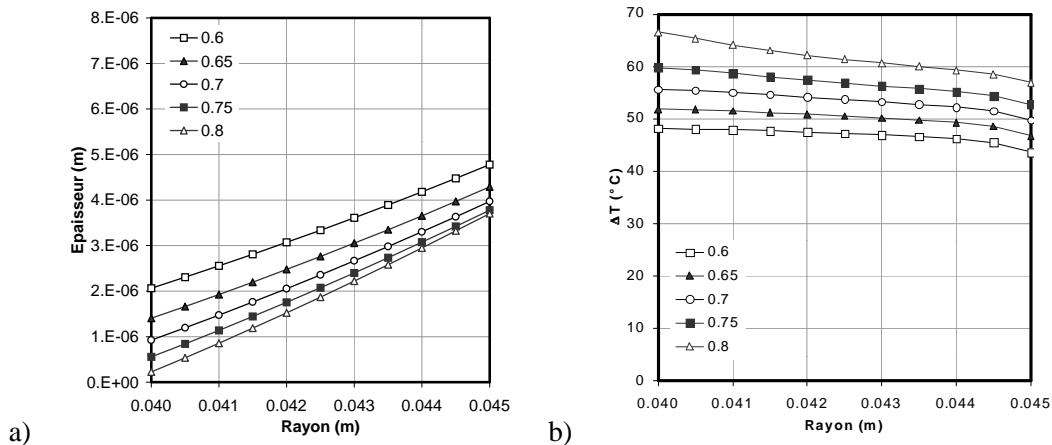 8.E-06
7.E-06
6.E-06
5.E-06
4.E-06
3.E-06
2.E-06
1.E-06
0.E+00
Epaisseur (m)
0.6
0.65
0.7
0.75
0.8
0.040 0.041 0.042 0.043 0.044 0.045
Rayon (m)
a)
70
60
50
40
30
20
10
0
ΔT (° C)
0.6
0.65
0.7
0.75
0.8
0.040 0.041 0.042 0.043 0.044 0.045
Rayon (m)
b)